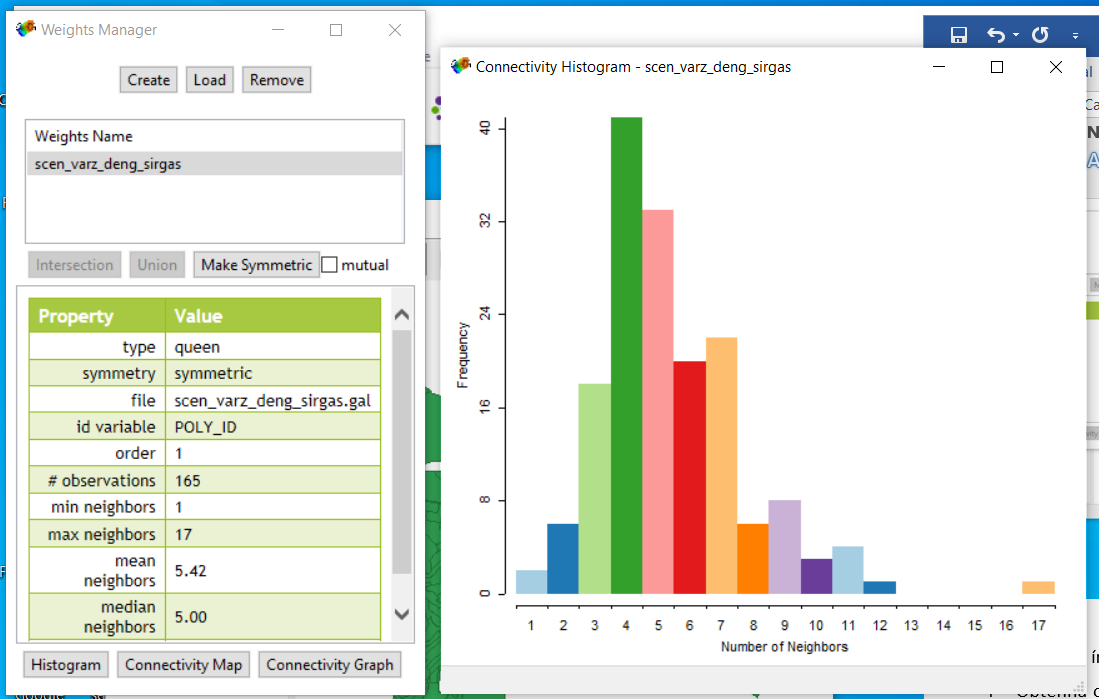 Weights Manager
Create Load Remove
Weights Name
scen_varz_deng_sirgas
Intersection Union Make Symmetric mutual
Property Value
type queen
symmetry symmetric
file scen_varz_deng_sirgas.gal
id variable POLY_ID
order 1
# observations 165
min neighbors 1
max neighbors 17
mean neighbors 5.42
median neighbors 5.00
Histogram Connectivity Map Connectivity Graph
Connectivity Histogram - scen_varz_deng_sirgas
Frequency
40
32
24
16
8
0
1 2 3 4 5 6 7 8 9 10 11 12 13 14 15 16 17
Number of Neighbors